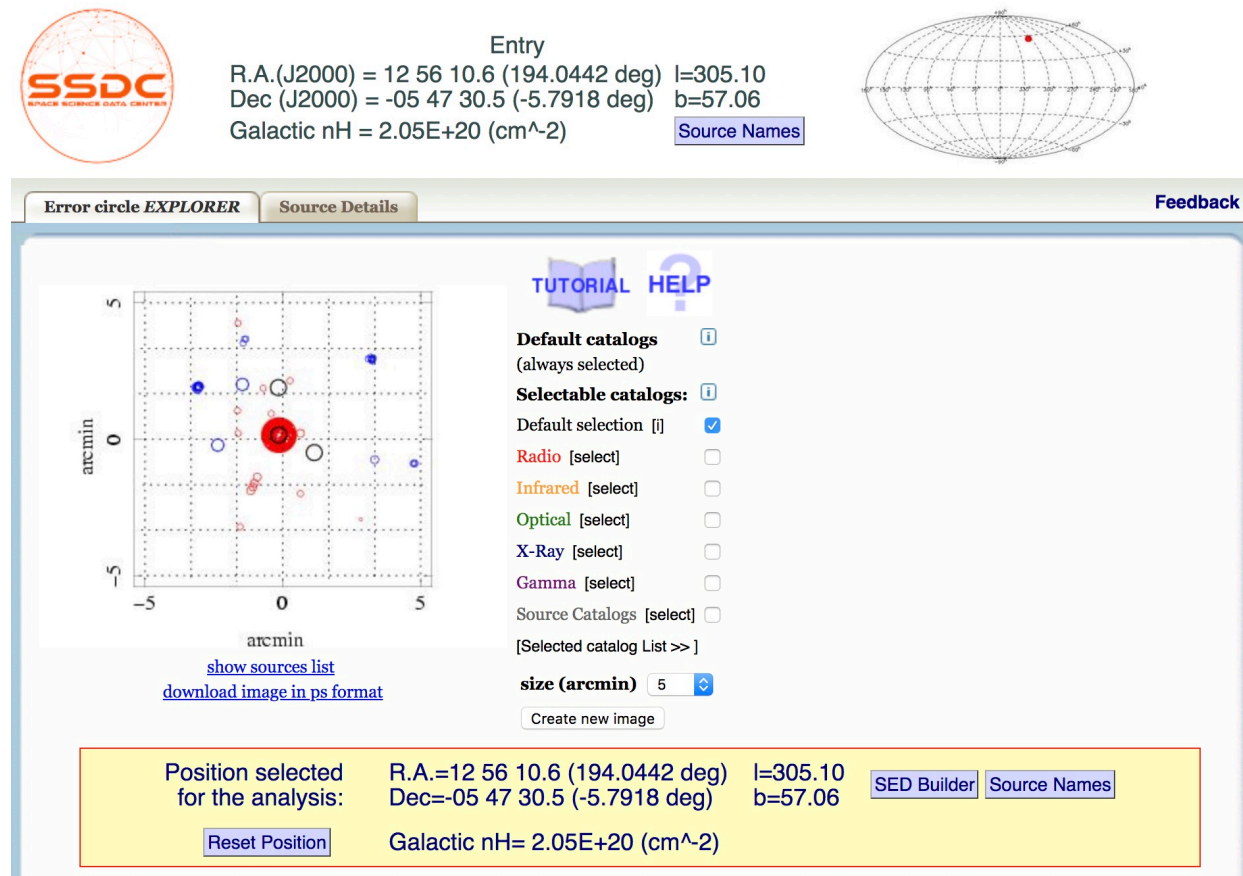 SSDC
SPACE SCIENCE DATA CENTER
Entry
R.A.(J2000) = 12 56 10.6 (194.0442 deg) l=305.10
Dec (J2000) = -05 47 30.5 (-5.7918 deg) b=57.06
Galactic nH = 2.05E+20 (cm^-2)
Source Names
Error circle EXPLORER
Source Details
Feedback
TUTORIAL
HELP
?
5
0
-5
arcmin
-5 0 5
arcmin
show sources list
download image in ps format
Default catalogs i
(always selected)
Selectable catalogs: i
Default selection [i]
Radio [select]
Infrared [select]
Optical [select]
X-Ray [select]
Gamma [select]
Source Catalogs [select]
[Selected catalog List >> ]
size (arcmin) 5
Create new image
Position selected
for the analysis:
R.A.=12 56 10.6 (194.0442 deg) l=305.10
Dec=-05 47 30.5 (-5.7918 deg) b=57.06
SED Builder
Source Names
Reset Position
Galactic nH= 2.05E+20 (cm^-2)